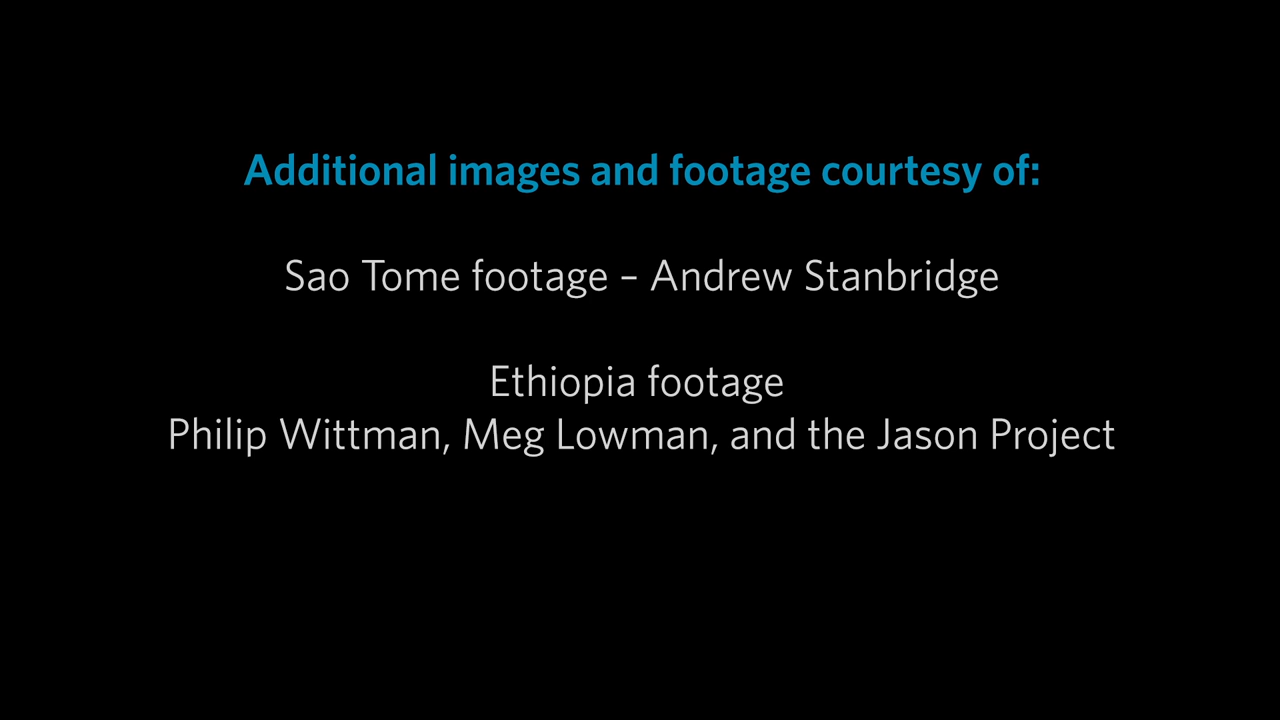 Additional images and footage courtesy of:
Sao Tome footage – Andrew Stanbridge
Ethiopia footage
Philip Wittman, Meg Lowman, and the Jason Project